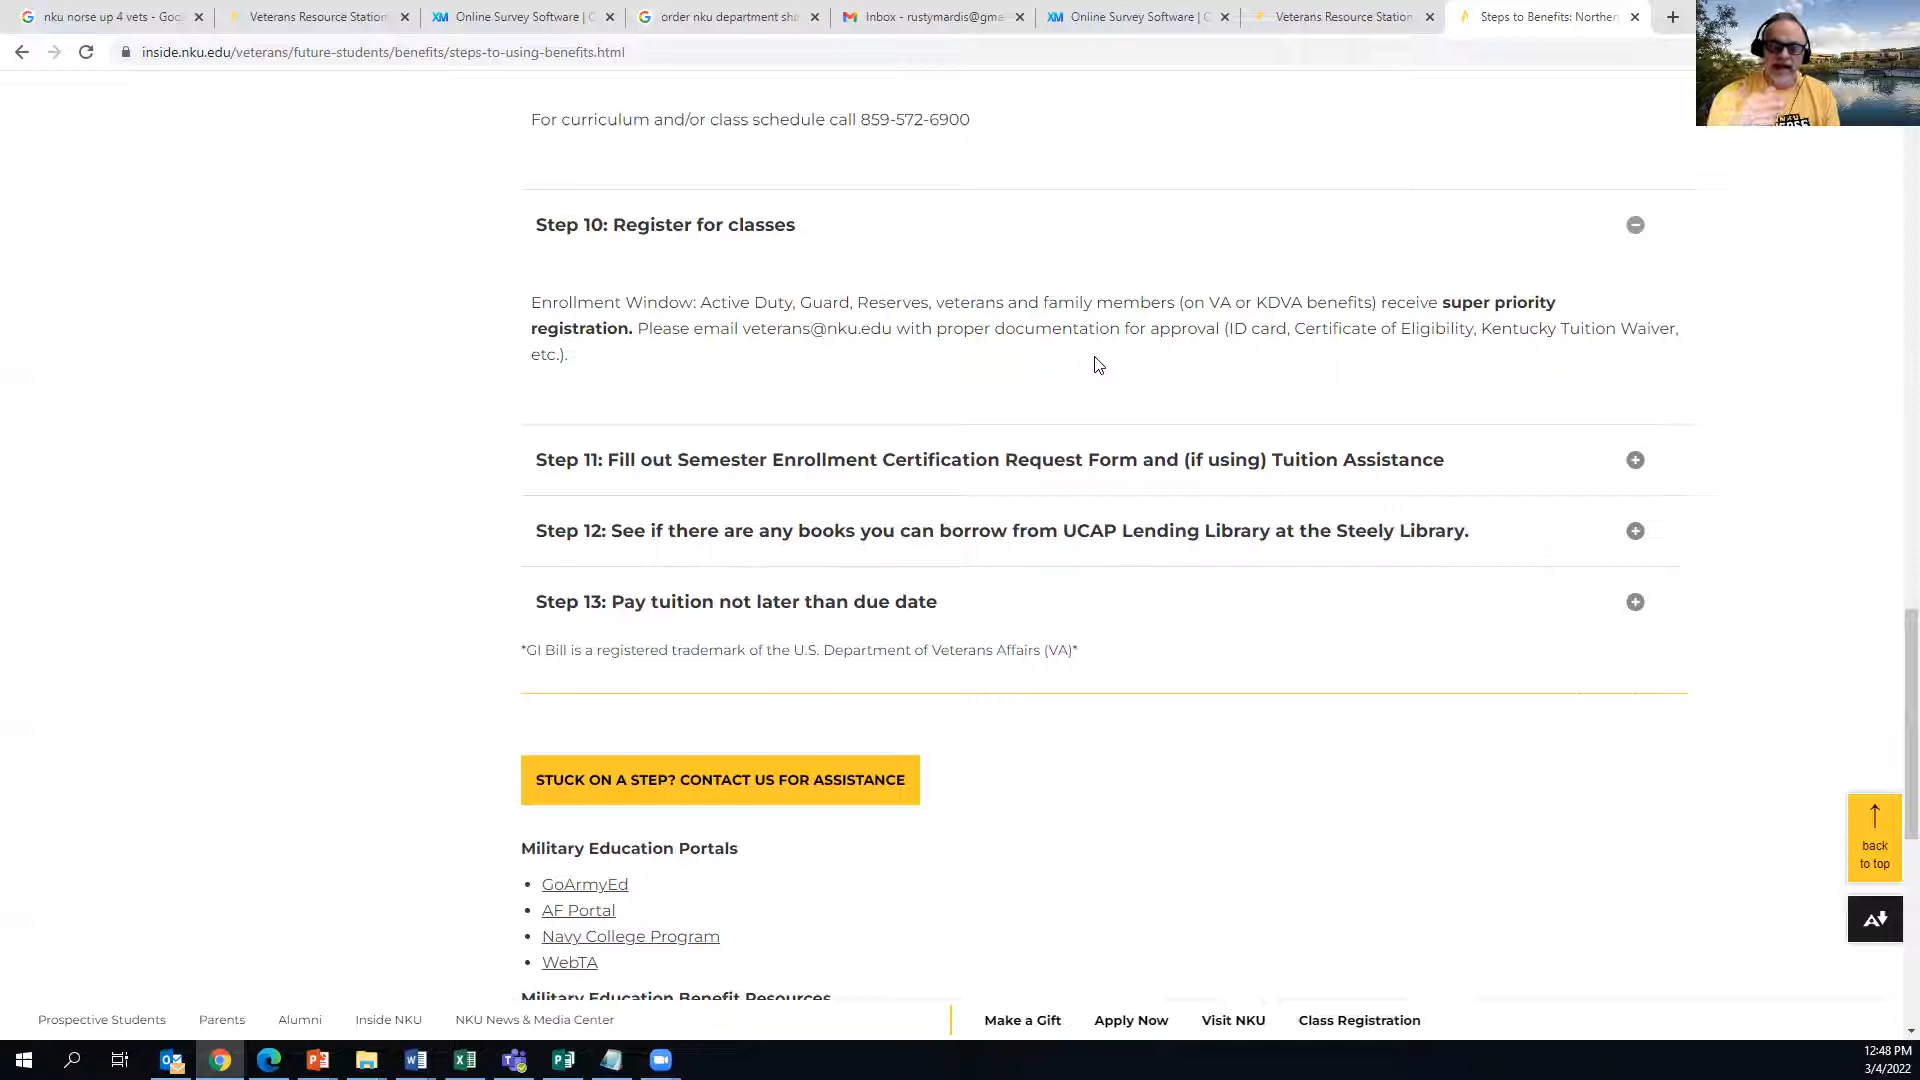 nku norse up 4 vets - Goo
Veterans Resource Station
Online Survey Software | Q
order nku department shi
Inbox - rustymardis@gma
Online Survey Software | Q
Veterans Resource Station
Steps to Benefits: Northern
inside.nku.edu/veterans/future-students/benefits/steps-to-using-benefits.html
NKU
For curriculum and/or class schedule call 859-572-6900
Step 10: Register for classes
Enrollment Window: Active Duty, Guard, Reserves, veterans and family members (on VA or KDVA benefits) receive super priority
registration. Please email veterans@nku.edu with proper documentation for approval (ID card, Certificate of Eligibility, Kentucky Tuition Waiver,
etc.).
Step 11: Fill out Semester Enrollment Certification Request Form and (if using) Tuition Assistance
Step 12: See if there are any books you can borrow from UCAP Lending Library at the Steely Library.
Step 13: Pay tuition not later than due date
*GI Bill is a registered trademark of the U.S. Department of Veterans Affairs (VA)*
STUCK ON A STEP? CONTACT US FOR ASSISTANCE
back
to top
Military Education Portals
• GoArmyEd
• AF Portal
• Navy College Program
• WebTA
Military Education Benefit Resources
Prospective Students Parents Alumni Inside NKU NKU News & Media Center Make a Gift Apply Now Visit NKU Class Registration
12:48 PM
3/4/2022